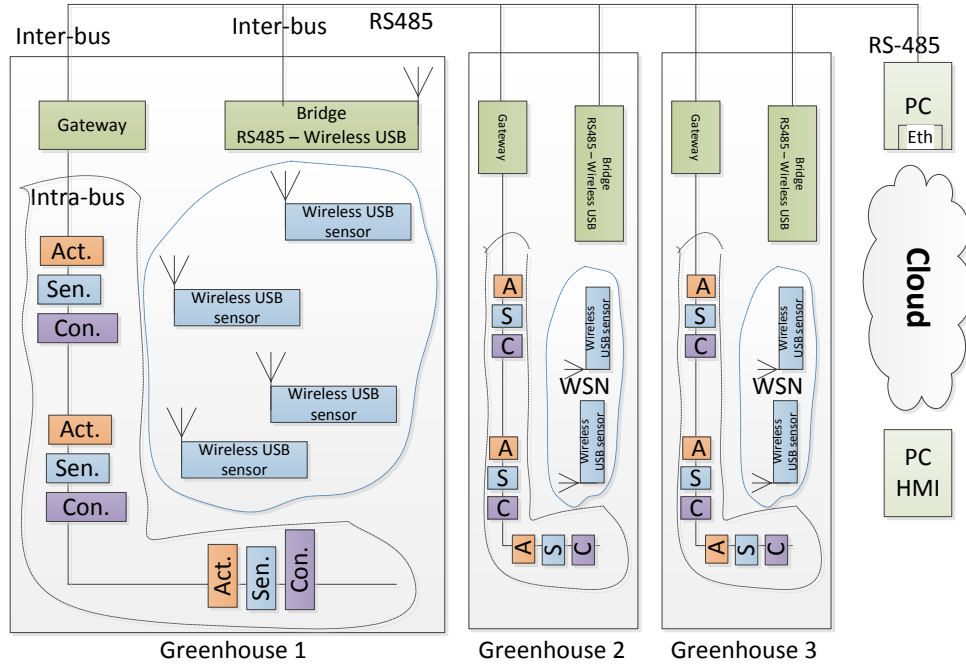 Inter-bus
Inter-bus
RS485
RS-485
Gateway
Bridge
RS485 – Wireless USB
Intra-bus
Act.
Sen.
Con.
Act.
Sen.
Con.
Act.
Sen.
Con.
Wireless USB
sensor
Wireless USB
sensor
Wireless USB
sensor
Wireless USB
sensor
Greenhouse 1
Gateway
Bridge
RS485 – Wireless USB
A
S
C
A
S
C
A
S
C
Wireless
USB sensor
WSN
Wireless
USB sensor
Greenhouse 2
Gateway
Bridge
RS485 – Wireless USB
A
S
C
A
S
C
A
S
C
Wireless
USB sensor
WSN
Wireless
USB sensor
Greenhouse 3
PC
Eth
Cloud
PC
HMI